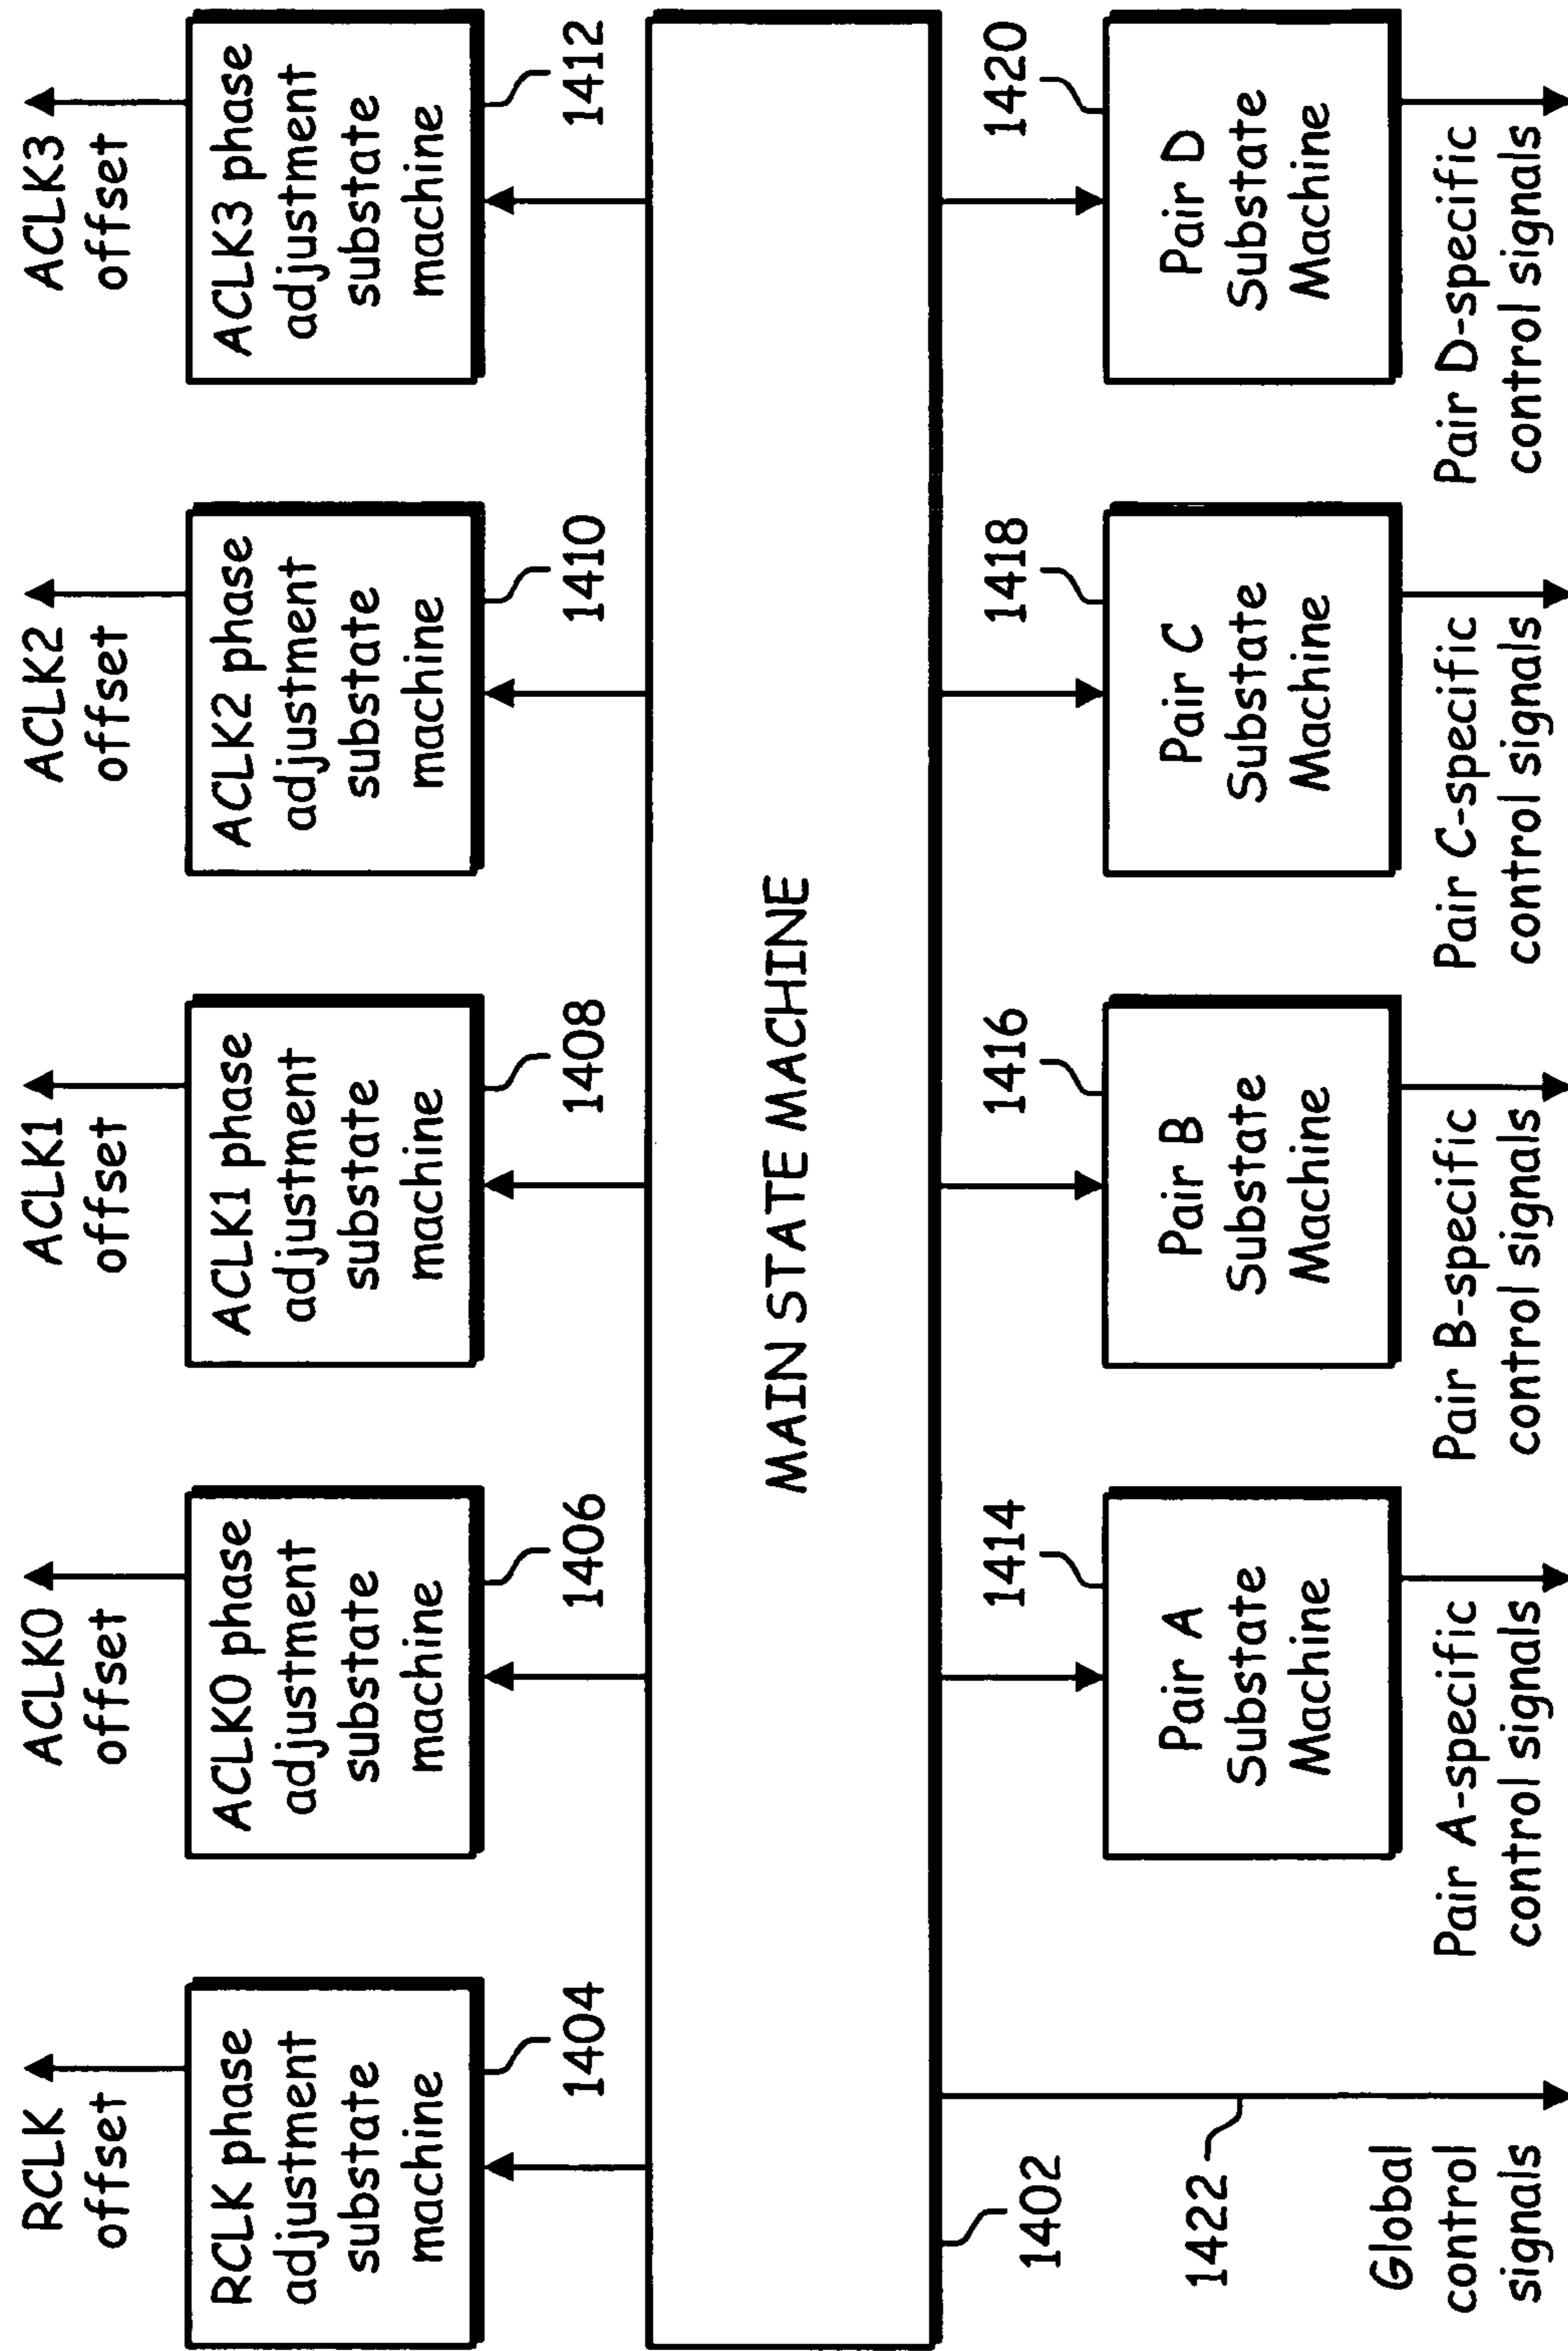 RCLK
offset
ACLK0
offset
ACLK1
offset
ACLK2
offset
ACLK3
offset
RCLK phase
adjustment
substate
machine
ACLK0 phase
adjustment
substate
machine
ACLK1 phase
adjustment
substate
machine
ACLK2 phase
adjustment
substate
machine
ACLK3 phase
adjustment
substate
machine
1404
1406
1408
1410
1412
MAIN STATE MACHINE
1402
1414
1416
1418
1420
Pair A
Substate
Machine
Pair B
Substate
Machine
Pair C
Substate
Machine
Pair D
Substate
Machine
1422
Global
control
signals
Pair A-specific
control signals
Pair B-specific
control signals
Pair C-specific
control signals
Pair D-specific
control signals